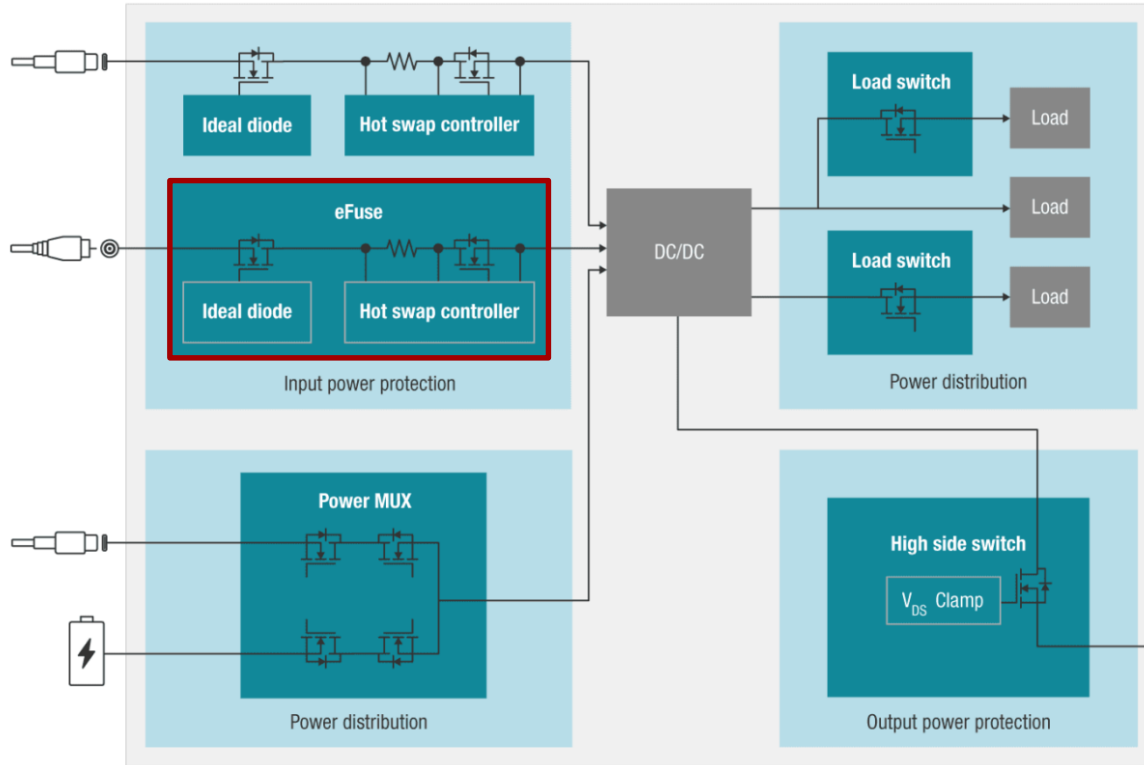 Ideal diode
Hot swap controller
eFuse
Ideal diode
Hot swap controller
Input power protection
DC/DC
Load switch
Load
Load
Load switch
Load
Power distribution
Power MUX
Power distribution
High side switch
VDS Clamp
Output power protection